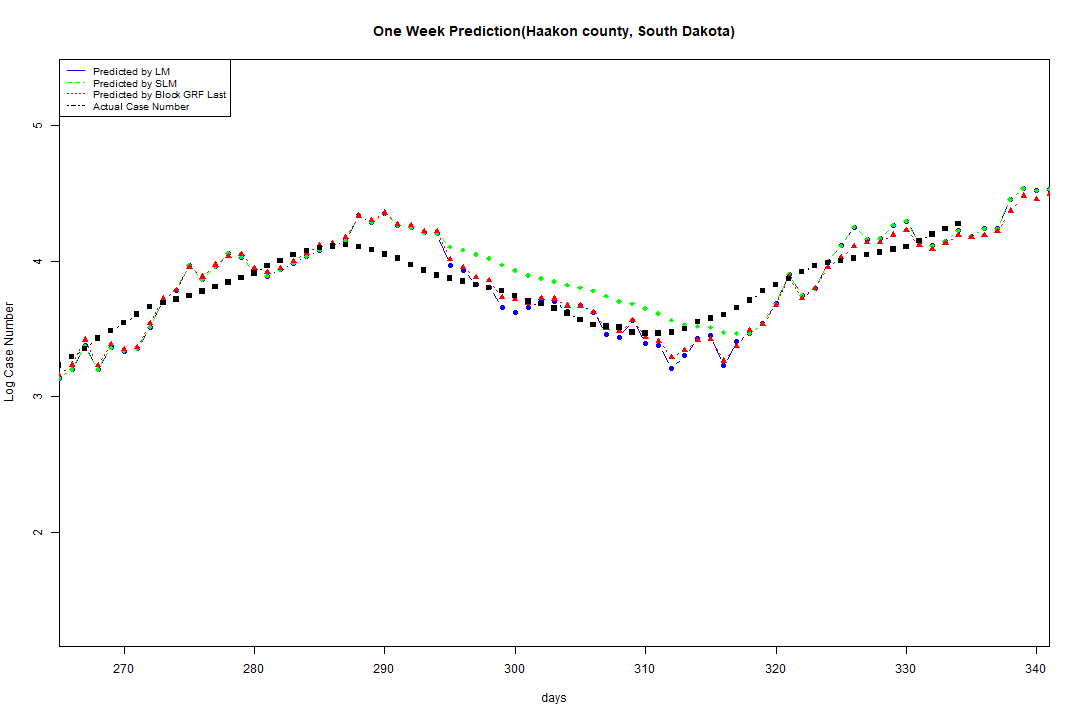 One Week Prediction(Haakon county, South Dakota)
Predicted by LM
Predicted by SLM
Predicted by Block GRF Last
Actual Case Number
5
4
3
2
Log Case Number
270 280 290 300 310 320 330 340
days